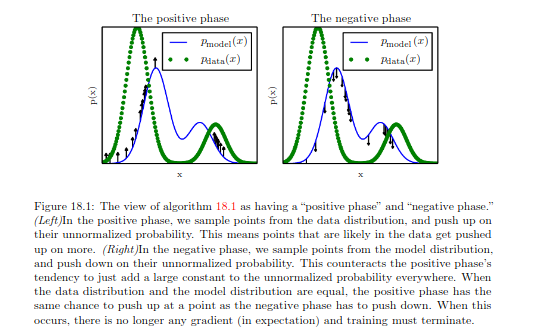 The positive phase
The negative phase
p_model(x)
p_data(x)
p_model(x)
p_data(x)
p(x)
p(x)
x
x
Figure 18.1: The view of algorithm 18.1 as having a “positive phase” and “negative phase.”
(Left)In the positive phase, we sample points from the data distribution, and push up on
their unnormalized probability. This means points that are likely in the data get pushed
up on more. (Right)In the negative phase, we sample points from the model distribution,
and push down on their unnormalized probability. This counteracts the positive phase’s
tendency to just add a large constant to the unnormalized probability everywhere. When
the data distribution and the model distribution are equal, the positive phase has the
same chance to push up at a point as the negative phase has to push down. When this
occurs, there is no longer any gradient (in expectation) and training must terminate.